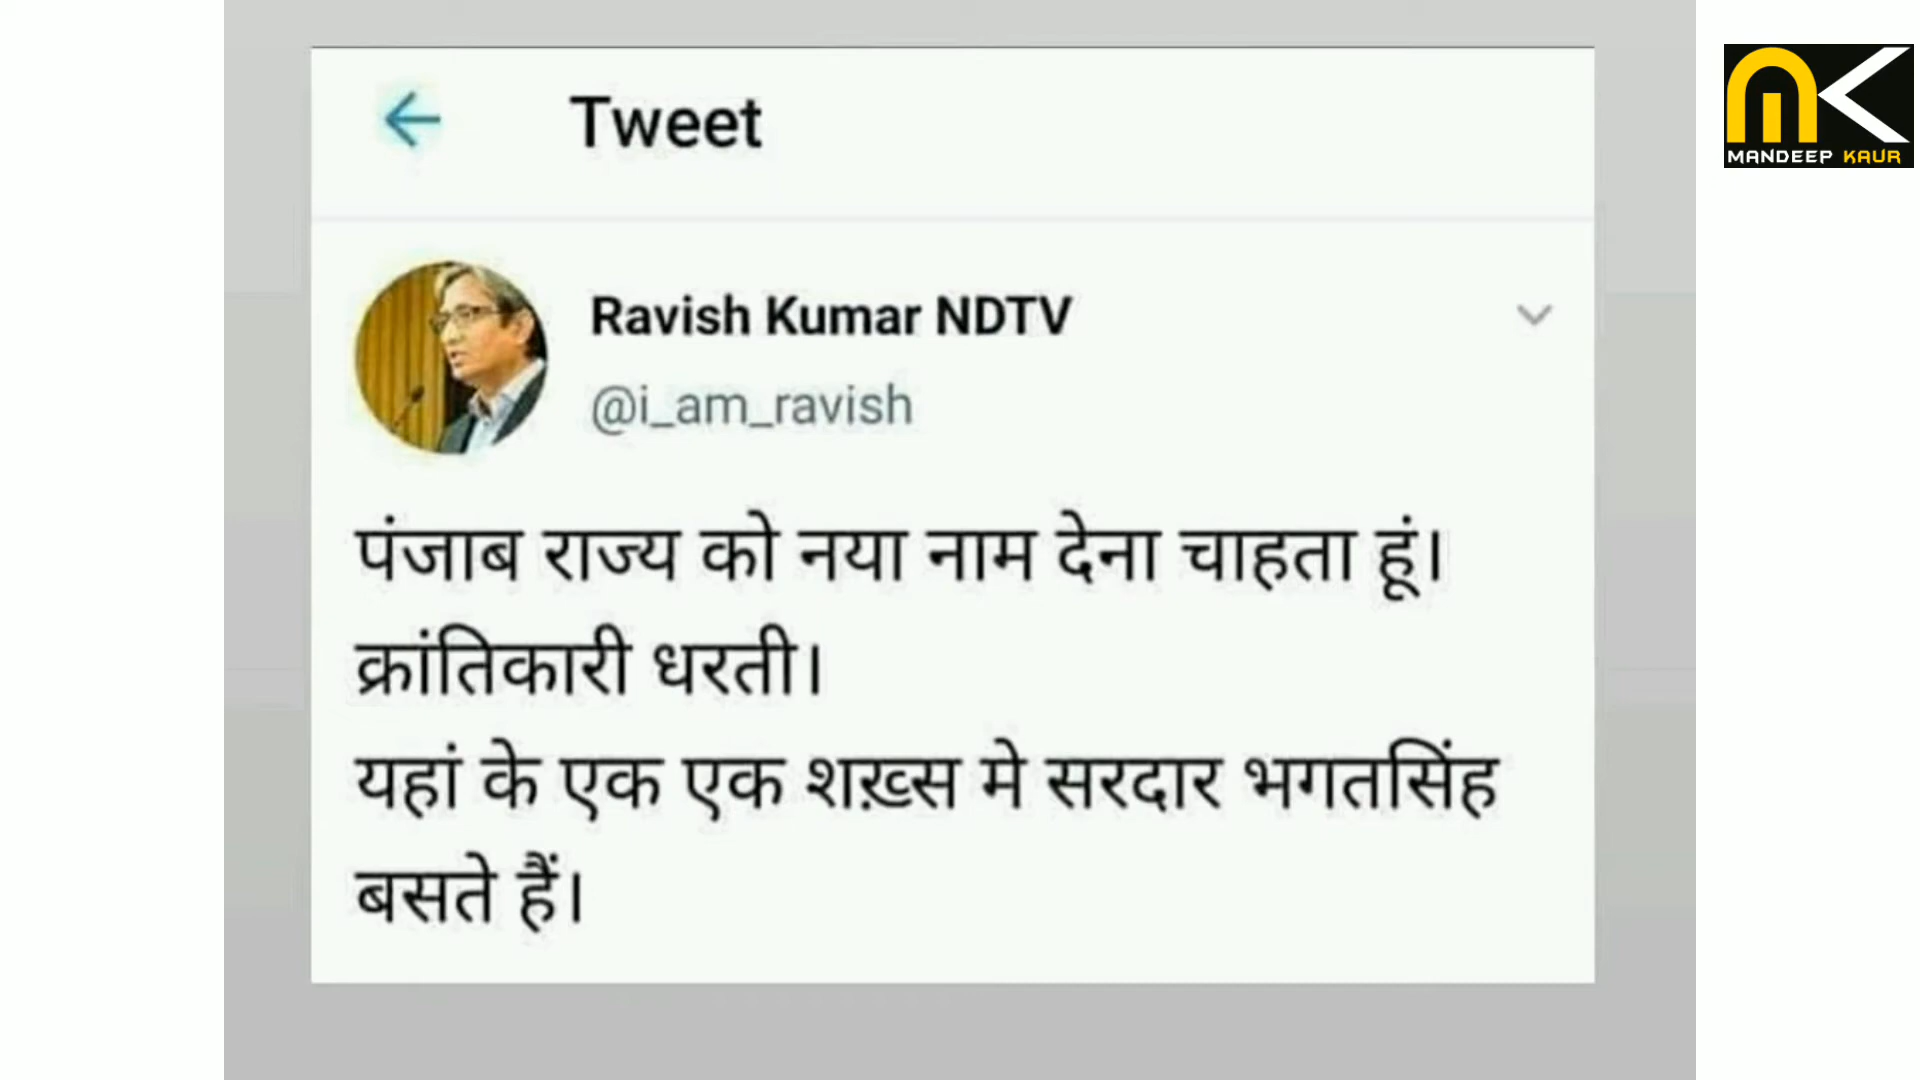 Tweet
MANDEEP KAUR
Ravish Kumar NDTV
@i_am_ravish
पंजाब राज्य को नया नाम देना चाहता हूं।
क्रांतिकारी धरती।
यहां के एक एक शख़्स मे सरदार भगतसिंह
बसते हैं।